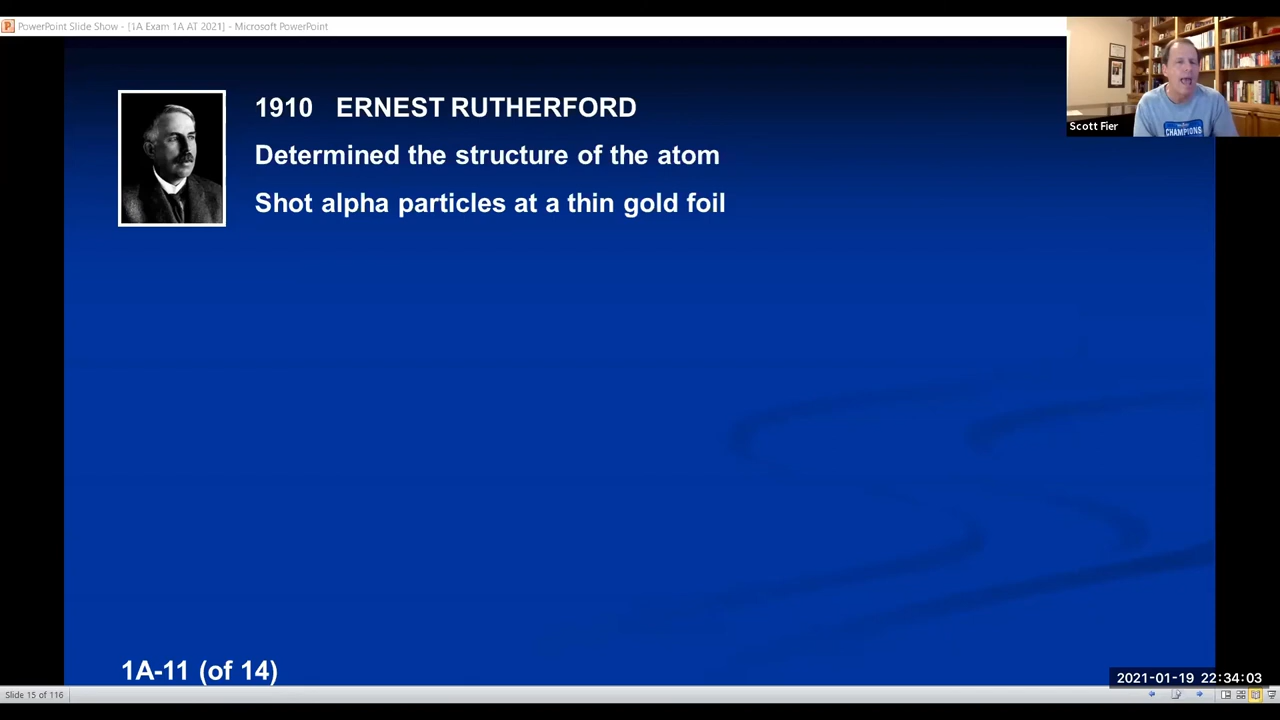 PowerPoint Slide Show - [1A Exam 1A AT 2021] - Microsoft PowerPoint
1910 ERNEST RUTHERFORD
Determined the structure of the atom
Shot alpha particles at a thin gold foil
Scott Fier
CHAMPIONS
1A-11 (of 14)
2021-01-19 22:34:03
Slide 15 of 116